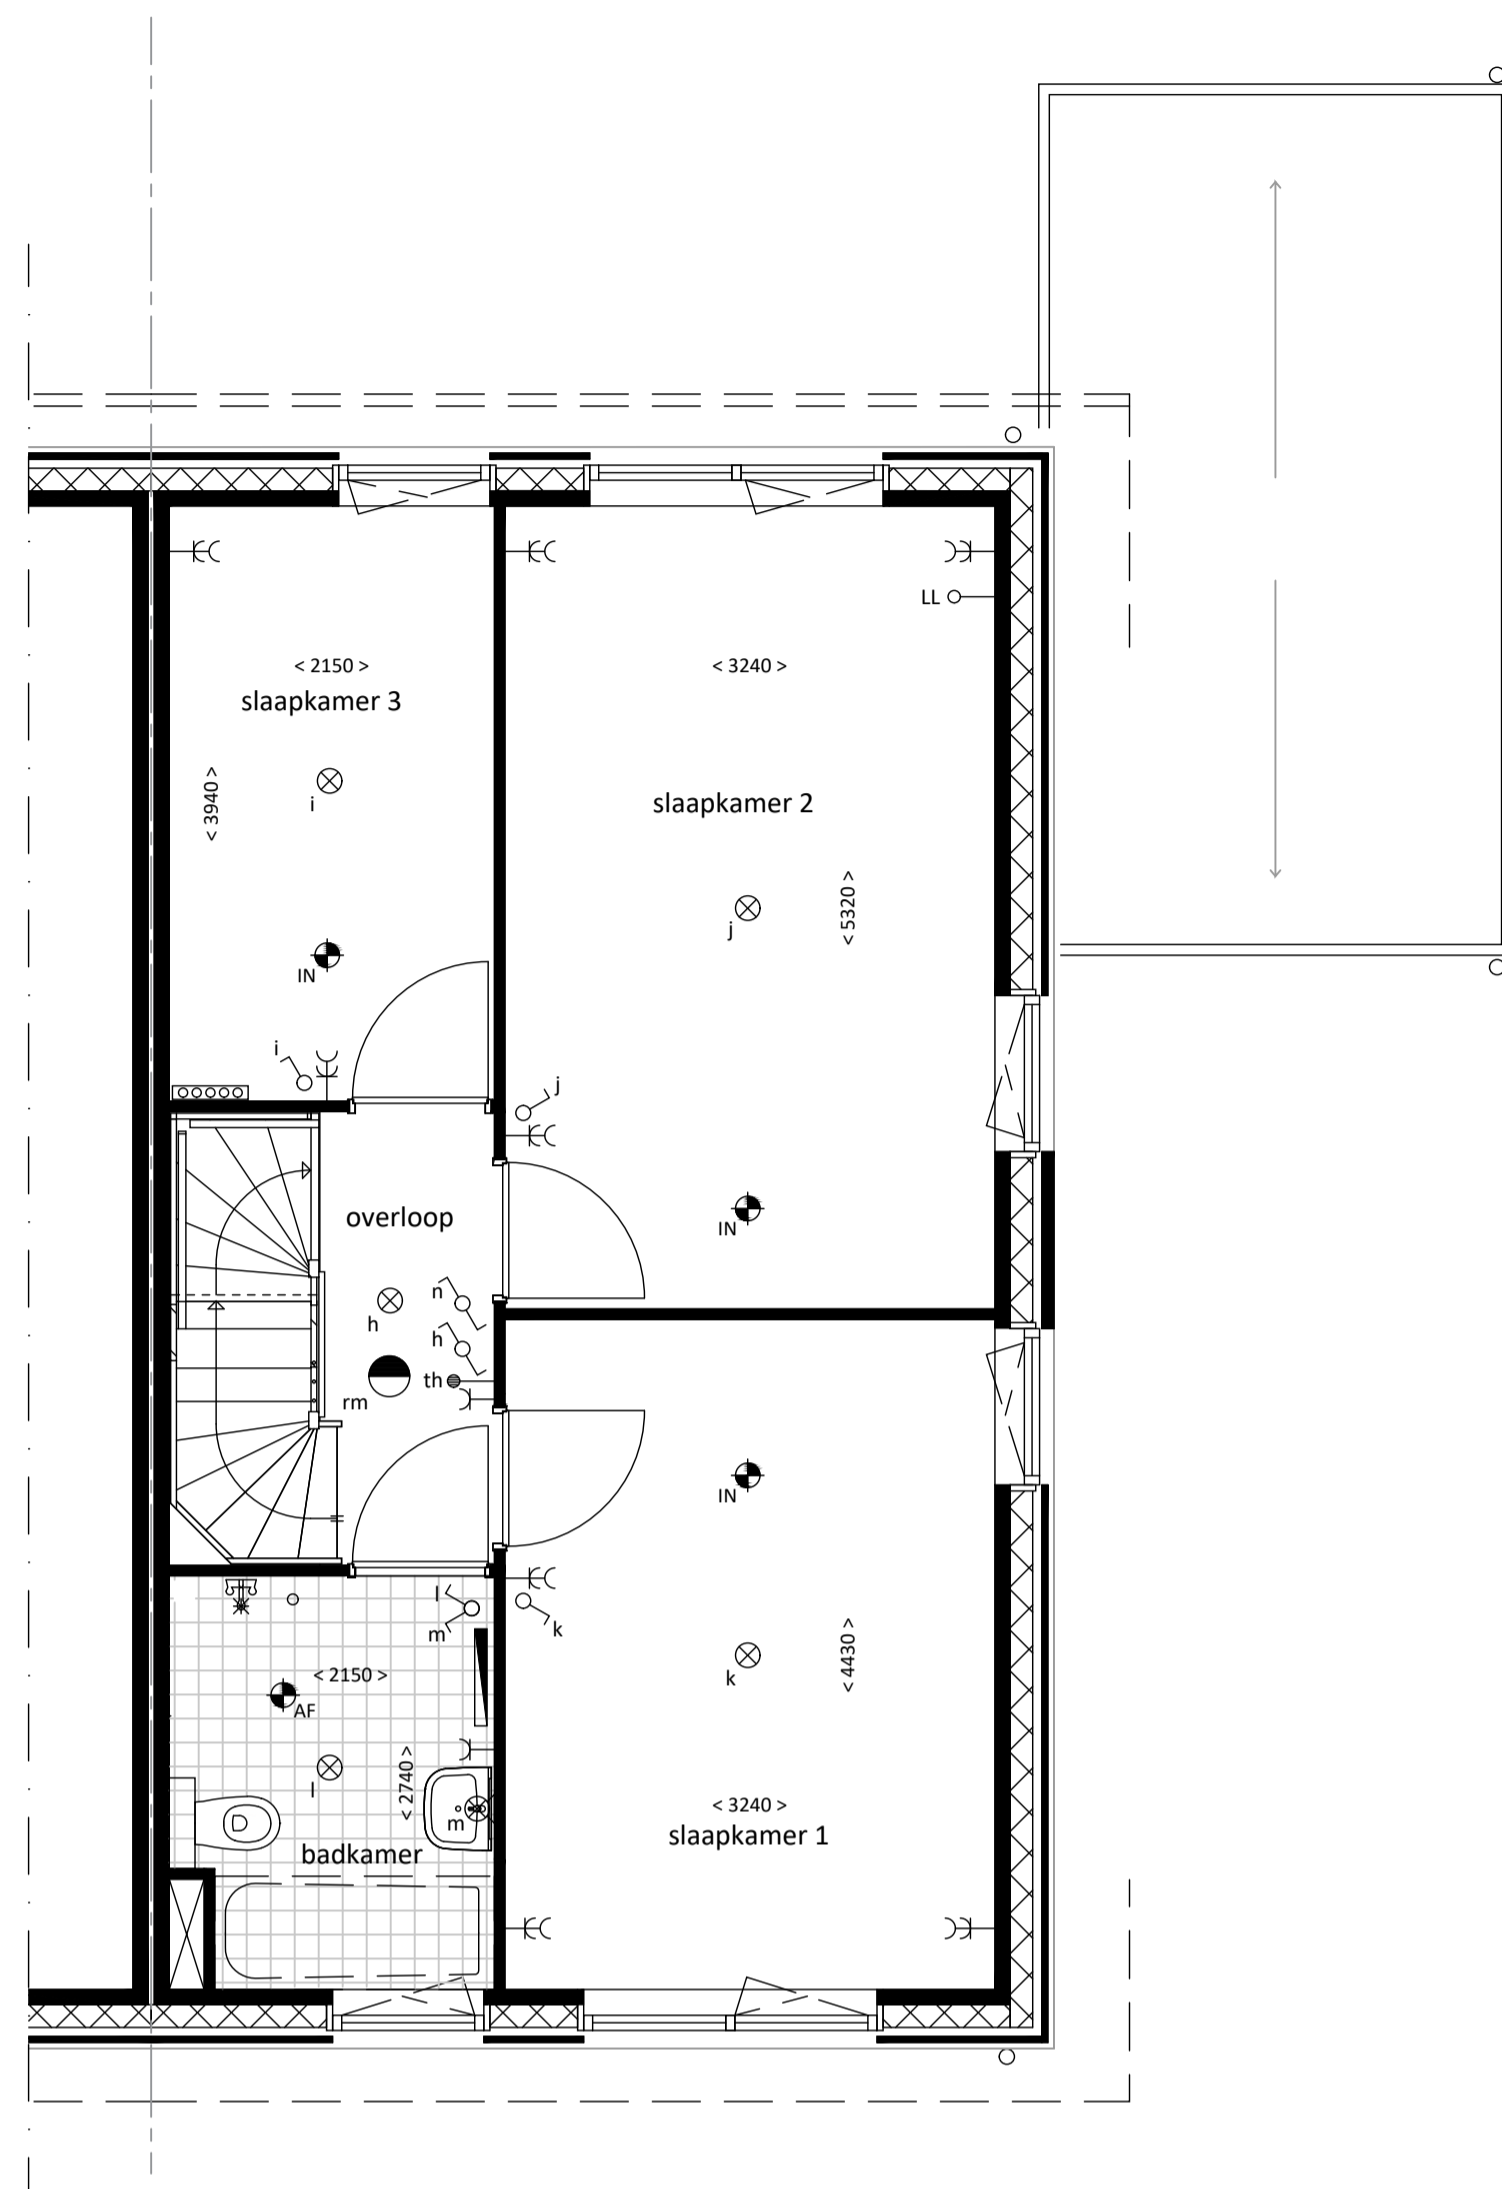 LL
< 2150 >
< 3240 >
slaapkamer 3
< 3940 >
i
slaapkamer 2
< 5320 >
j
IN
i
j
overloop
IN
n
h
h
th
rm
IN
l
m
k
< 2150 >
AF
k
< 4430 >
l
< 2740 >
m
< 3240 >
slaapkamer 1
badkamer